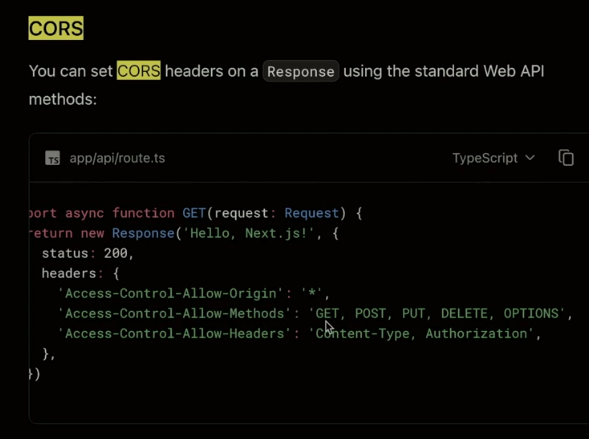 CORS
You can set CORS headers on a Response using the standard Web API
methods:
TS app/api/route.ts TypeScript
port async function GET(request: Request) {
return new Response('Hello, Next.js!', {
status: 200,
headers: {
'Access-Control-Allow-Origin': '*',
'Access-Control-Allow-Methods': 'GET, POST, PUT, DELETE, OPTIONS',
'Access-Control-Allow-Headers': 'Content-Type, Authorization',
},
})